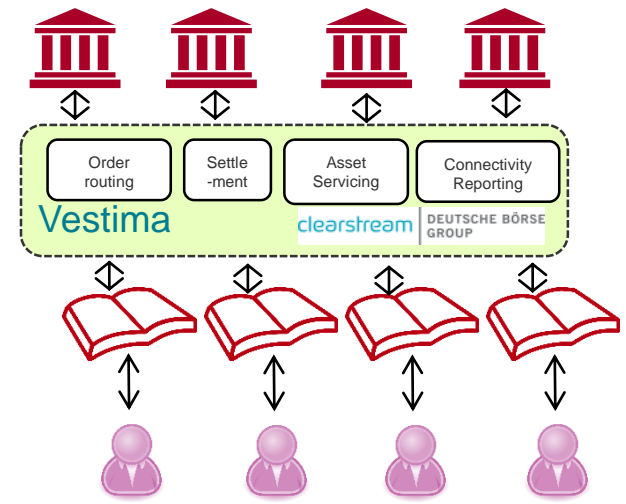 Order
routing
Settle
-ment
Asset
Servicing
Connectivity
Reporting
Vestima
clearstream
DEUTSCHE BÖRSE
GROUP